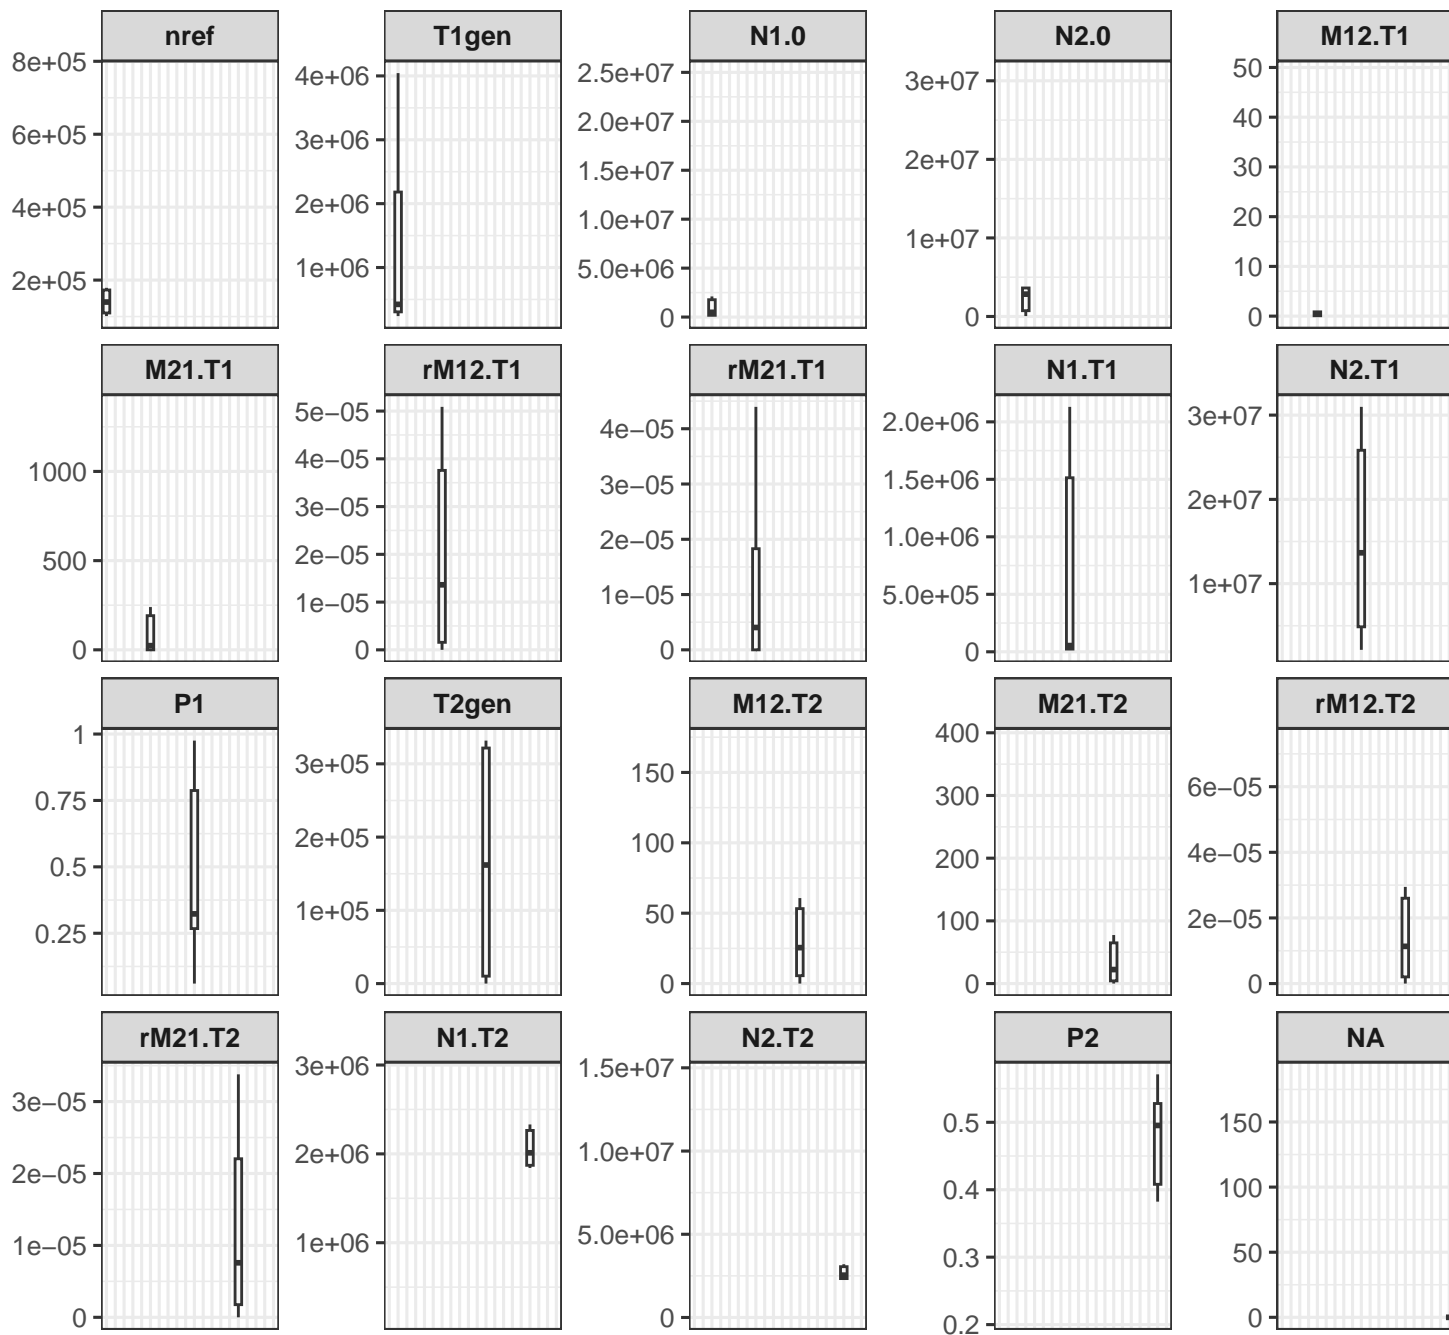 nref T1gen N1.0 N2.0 M12.T1
8e+05
6e+05
4e+05
2e+05
4e+06
3e+06
2e+06
1e+06
2.5e+07
2.0e+07
1.5e+07
1.0e+07
5.0e+06
0
3e+07
2e+07
1e+07
0
50
40
30
20
10
0
M21.T1 rM12.T1 rM21.T1 N1.T1 N2.T1
1000
500
0
5e−05
4e−05
3e−05
2e−05
1e−05
0
4e−05
3e−05
2e−05
1e−05
0
2.0e+06
1.5e+06
1.0e+06
5.0e+05
0
3e+07
2e+07
1e+07
P1 T2gen M12.T2 M21.T2 rM12.T2
1
0.75
0.5
0.25
3e+05
2e+05
1e+05
0
150
100
50
0
400
300
200
100
0
6e−05
4e−05
2e−05
0
rM21.T2 N1.T2 N2.T2 P2 NA
3e−05
2e−05
1e−05
0
3e+06
2e+06
1e+06
1.5e+07
1.0e+07
5.0e+06
0
0.5
0.4
0.3
0.2
150
100
50
0